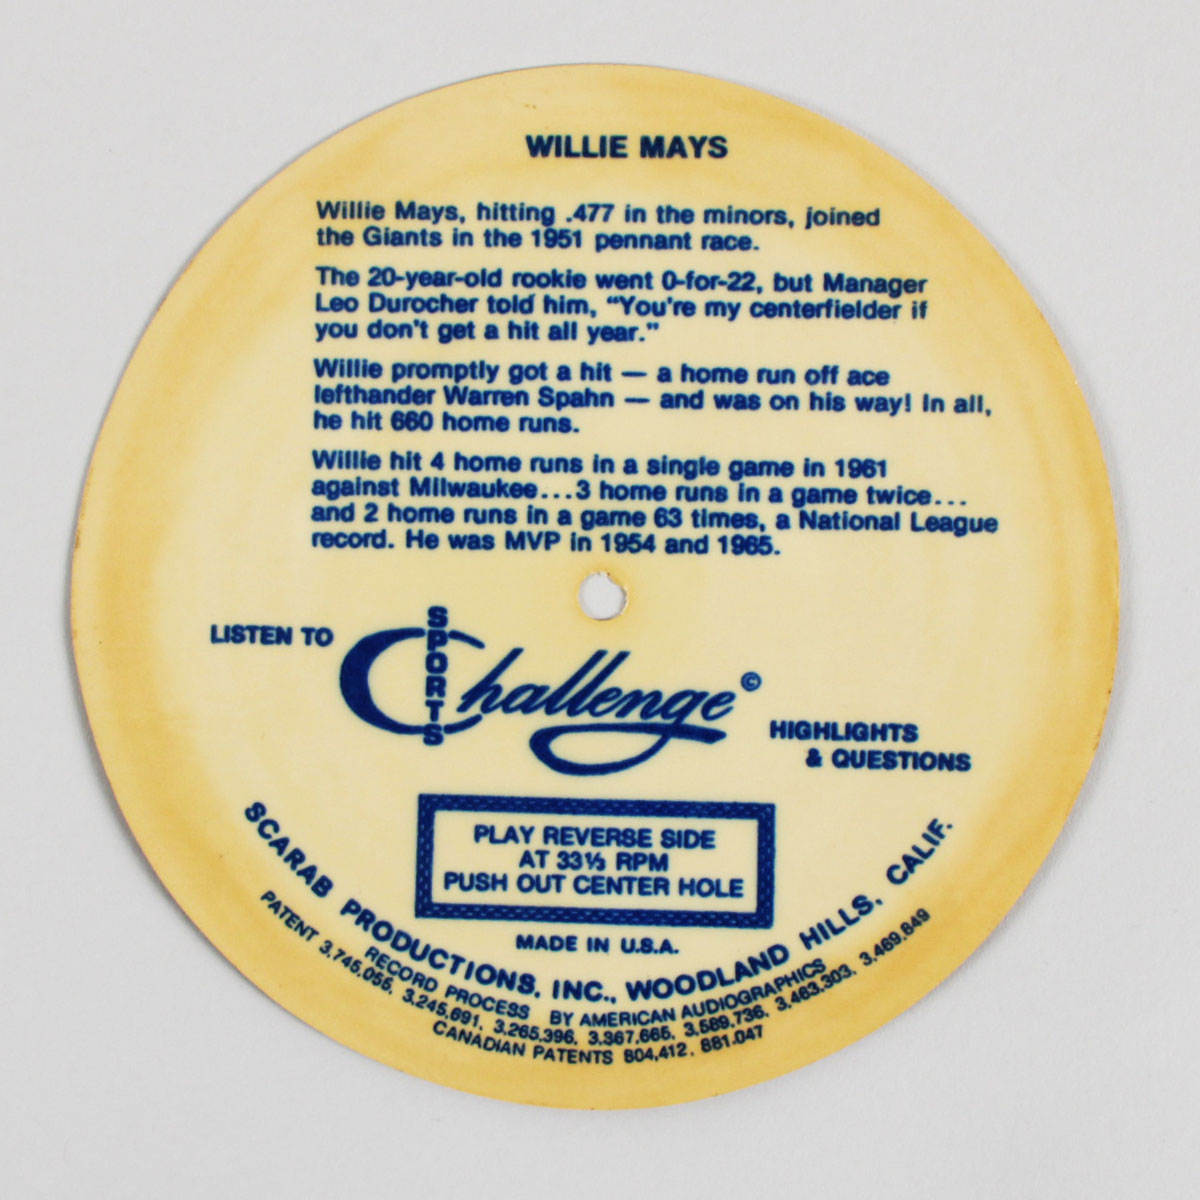 WILLIE MAYS
Willie Mays, hitting .477 in the minors, joined
the Giants in the 1951 pennant race.
The 20-year-old rookie went 0-for-22, but Manager
Leo Durocher told him, “You're my centerfielder if
you don't get a hit all year.”
Willie promptly got a hit — a home run off ace
lefthander Warren Spahn — and was on his way! In all,
he hit 660 home runs.
Willie hit 4 home runs in a single game in 1961
against Milwaukee...3 home runs in a game twice...
and 2 home runs in a game 63 times, a National League
record. He was MVP in 1954 and 1965.
LISTEN TO
SPORTS
Challenge ©
HIGHLIGHTS
& QUESTIONS
PLAY REVERSE SIDE
AT 33⅓ RPM
PUSH OUT CENTER HOLE
MADE IN U.S.A.
SCARAB PRODUCTIONS, INC., WOODLAND HILLS, CALIF.
RECORD PROCESS BY AMERICAN AUDIOGRAPHICS
PATENT 3,745,055, 3,245,691, 3,265,396, 3,367,665, 3,589,736, 3,463,303, 3,469,849
CANADIAN PATENTS 804,412, 881,047